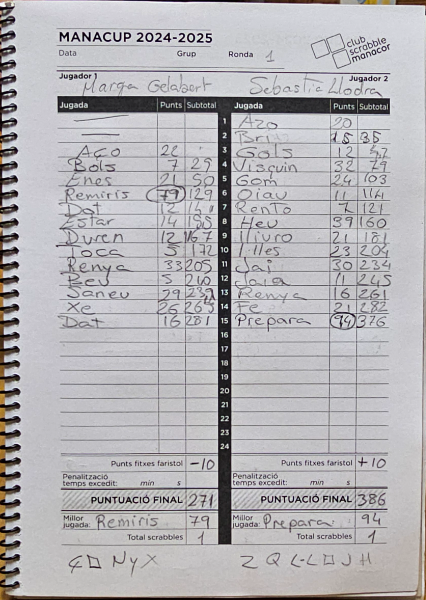 MANACUP 2024-2025
club scrabble manacor
Data Grup Ronda 1
Jugador 1 Jugador 2
Marga Gelabert Sebastià Llodra
Jugada Punts Subtotal Jugada Punts Subtotal
— 1 Azo 20
— 2 Bri 15 35
Aço 22 3 Gols 12 47
Bols 7 29 4 Visquin 32 79
Enes 21 50 5 Gom 24 103
Remiris 79 129 6 Oiau 11 114
Dol 12 141 7 Rento 7 121
Estar 14 155 8 Heu 39 160
Duren 12 167 9 Lliuro 21 181
Toca 5 172 10 Illes 23 204
Renya 33 205 11 Jai 30 234
Reu 5 210 12 Jaia 11 245
Saneu 29 239 13 Renya 16 261
Xe 26 265 14 Fe 21 282
Dat 16 281 15 Prepara 94 376
16
17
18
19
20
21
22
23
24
Punts fitxes faristol -10 Punts fitxes faristol +10
Penalització temps excedit: min s Penalització temps excedit: min s
PUNTUACIÓ FINAL 271 PUNTUACIÓ FINAL 386
Millor jugada: Remiris 79 Millor jugada: Prepara 94
Total scrabbles 1 Total scrabbles 1
Ç □ NY X Z Q L·L □ J H